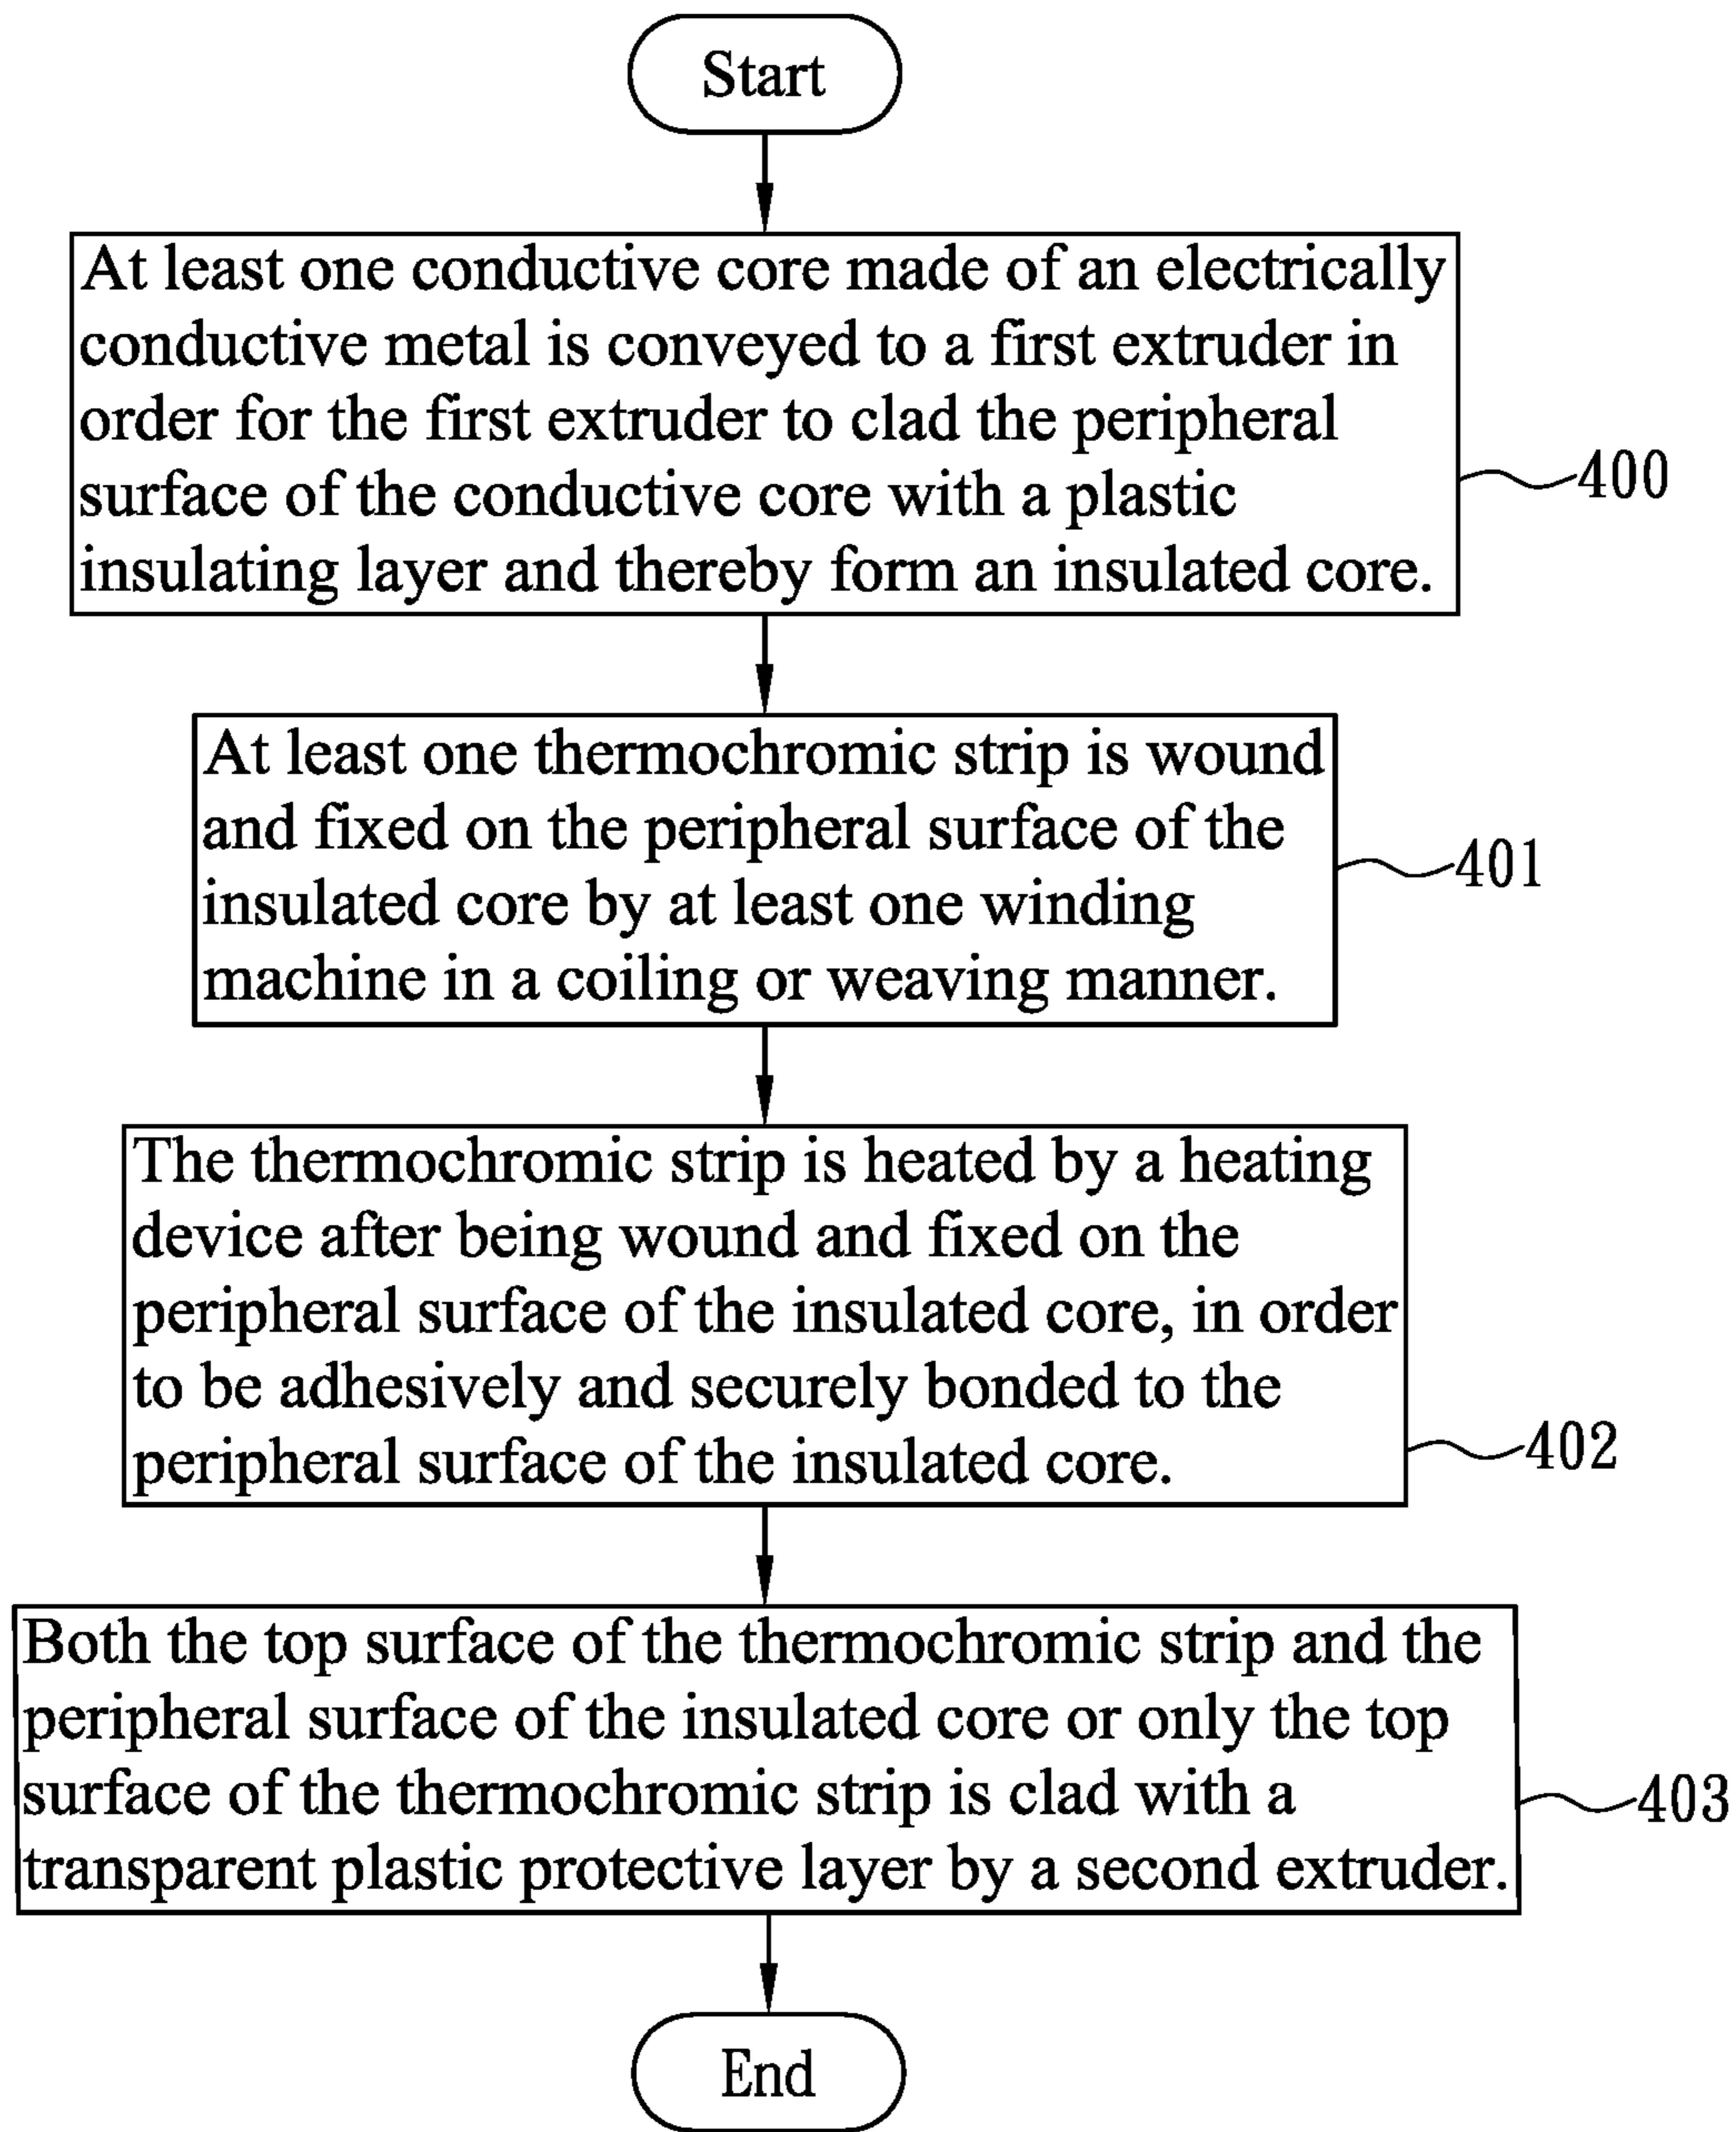 Start
At least one conductive core made of an electrically
conductive metal is conveyed to a first extruder in
order for the first extruder to clad the peripheral
surface of the conductive core with a plastic
insulating layer and thereby form an insulated core.
400
At least one thermochromic strip is wound
and fixed on the peripheral surface of the
insulated core by at least one winding
machine in a coiling or weaving manner.
401
The thermochromic strip is heated by a heating
device after being wound and fixed on the
peripheral surface of the insulated core, in order
to be adhesively and securely bonded to the
peripheral surface of the insulated core.
402
Both the top surface of the thermochromic strip and the
peripheral surface of the insulated core or only the top
surface of the thermochromic strip is clad with a
transparent plastic protective layer by a second extruder.
403
End